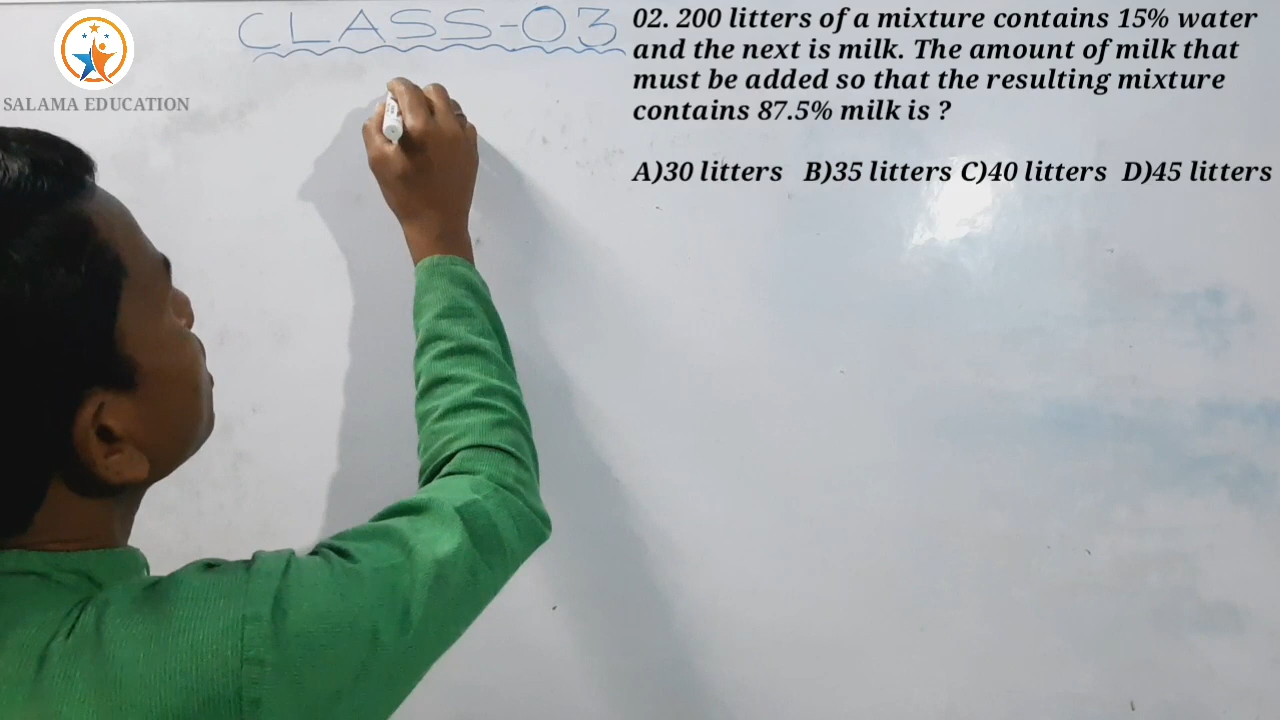 CLASS-03
SALAMA EDUCATION
02. 200 litters of a mixture contains 15% water
and the next is milk. The amount of milk that
must be added so that the resulting mixture
contains 87.5% milk is ?
A)30 litters B)35 litters C)40 litters D)45 litters